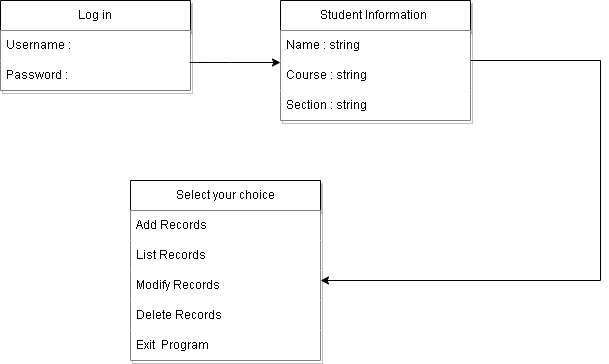 Log in
Username :
Password :
Student Information
Name : string
Course : string
Section : string
Select your choice
Add Records
List Records
Modify Records
Delete Records
Exit Program